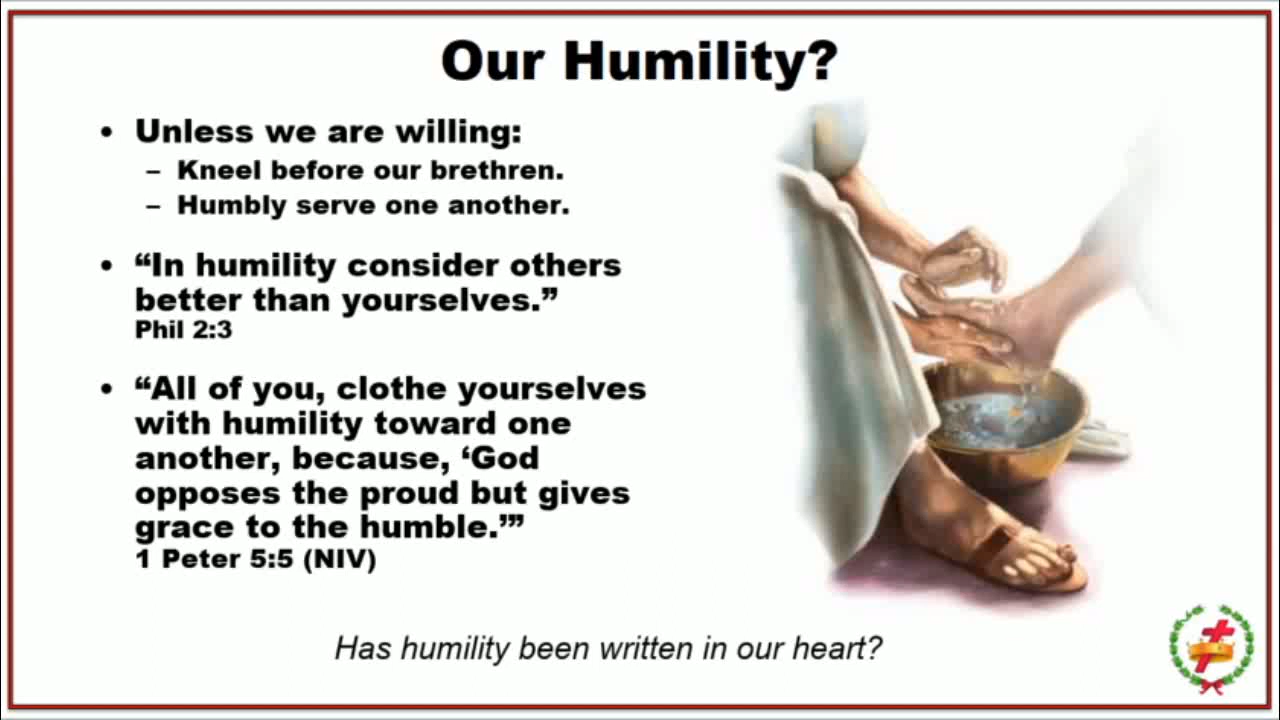 Our Humility?
• Unless we are willing:
– Kneel before our brethren.
– Humbly serve one another.
• “In humility consider others
better than yourselves.”
Phil 2:3
• “All of you, clothe yourselves
with humility toward one
another, because, ‘God
opposes the proud but gives
grace to the humble.’”
1 Peter 5:5 (NIV)
Has humility been written in our heart?